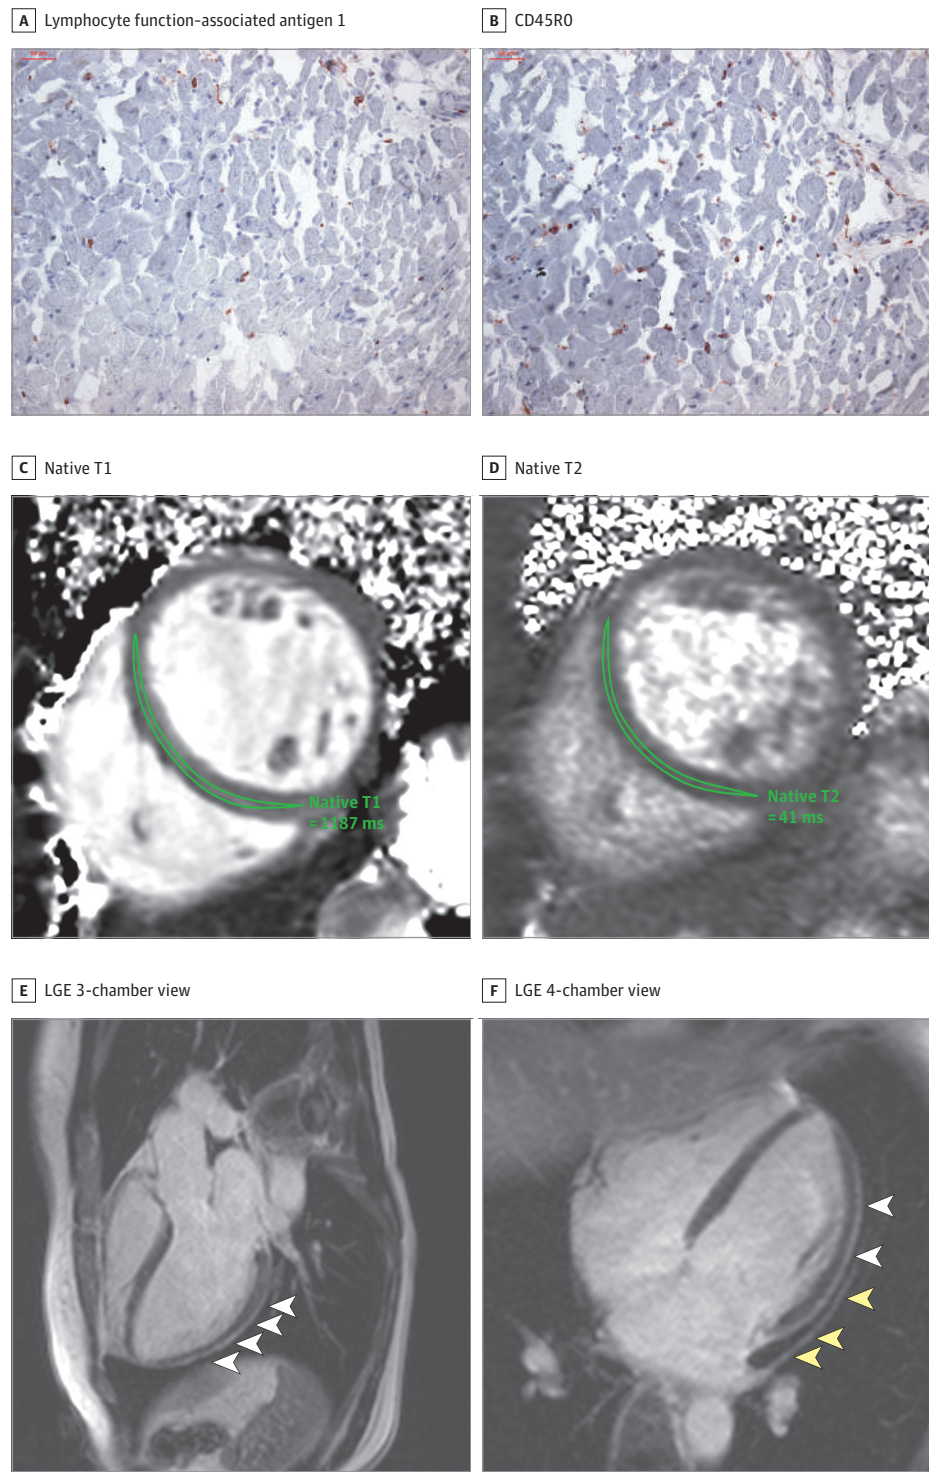 A Lymphocyte function-associated antigen 1
B CD45R0
C Native T1
D Native T2
Native T1
= 1187 ms
Native T2
= 41 ms
E LGE 3-chamber view
F LGE 4-chamber view